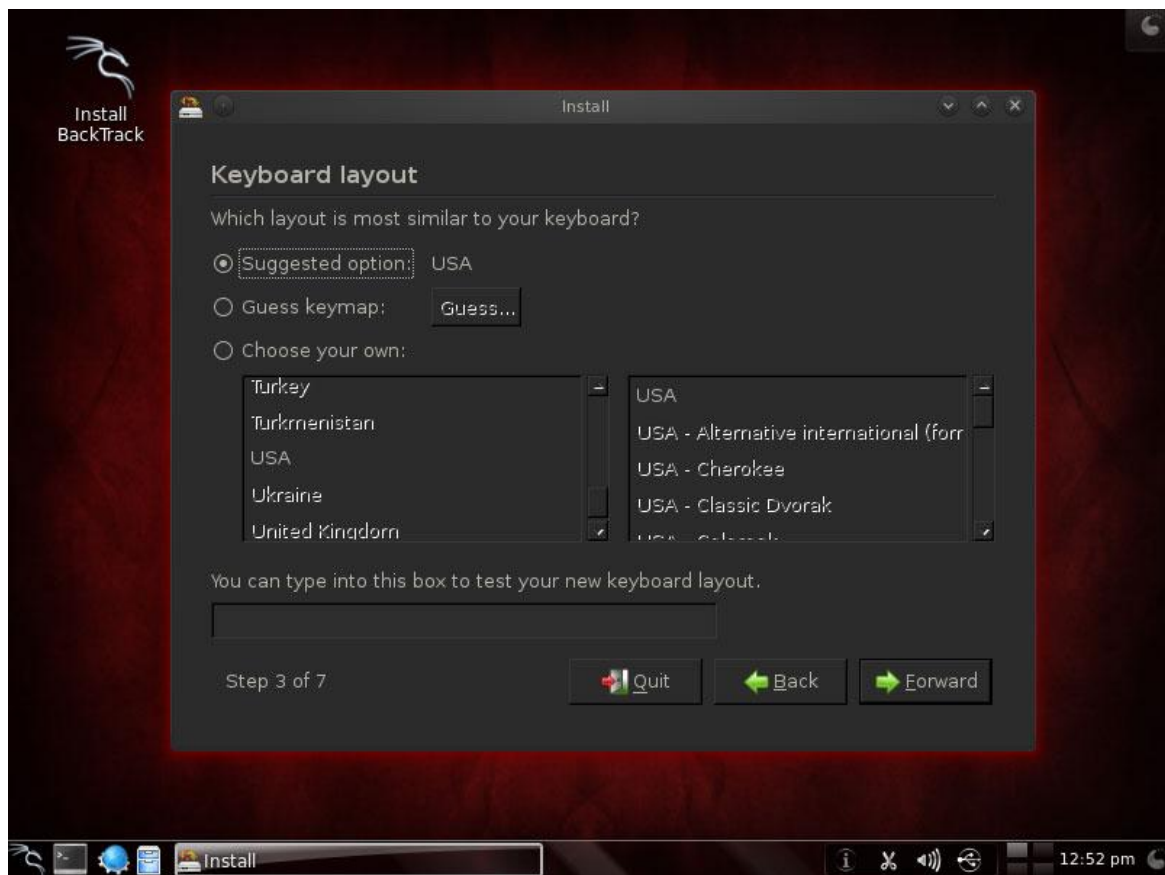 Install
BackTrack
Install
Keyboard layout
Which layout is most similar to your keyboard?
Suggested option: USA
Guess keymap: Guess...
Choose your own:
Turkey
Turkmenistan
USA
Ukraine
United Kingdom
USA
USA - Alternative international (forr
USA - Cherokee
USA - Classic Dvorak
USA - Colemak
You can type into this box to test your new keyboard layout.
Step 3 of 7
Quit
Back
Forward
Install
12:52 pm